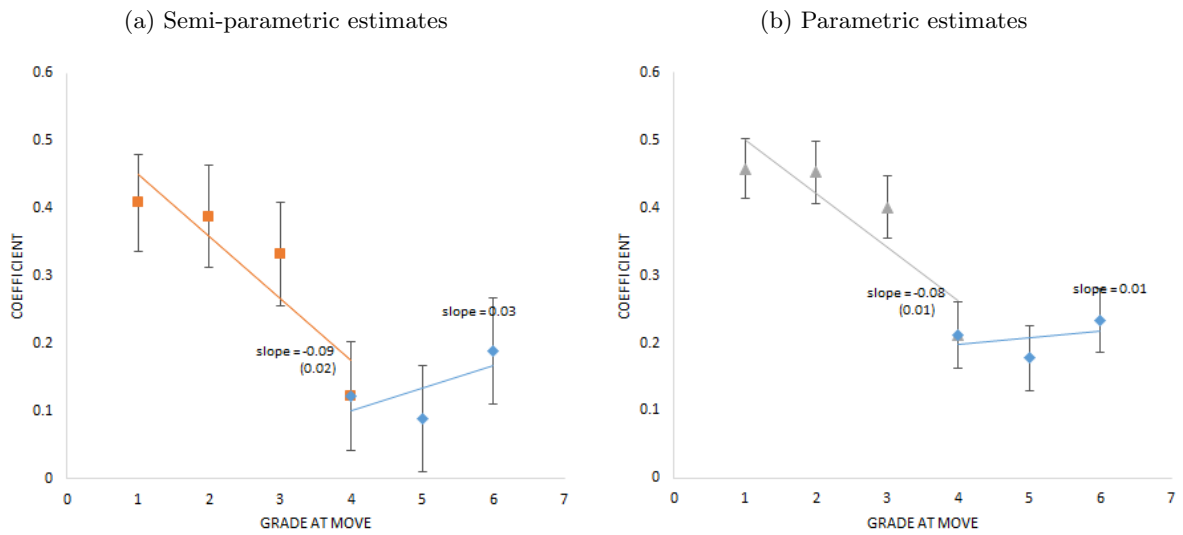 (a) Semi-parametric estimates
0.6
0.5
0.4
0.3
0.2
0.1
0
COEFFICIENT
slope = -0.09
(0.02)
slope = 0.03
0 1 2 3 4 5 6 7
GRADE AT MOVE
(b) Parametric estimates
0.6
0.5
0.4
0.3
0.2
0.1
0
COEFFICIENT
slope = -0.08
(0.01)
slope = 0.01
0 1 2 3 4 5 6 7
GRADE AT MOVE